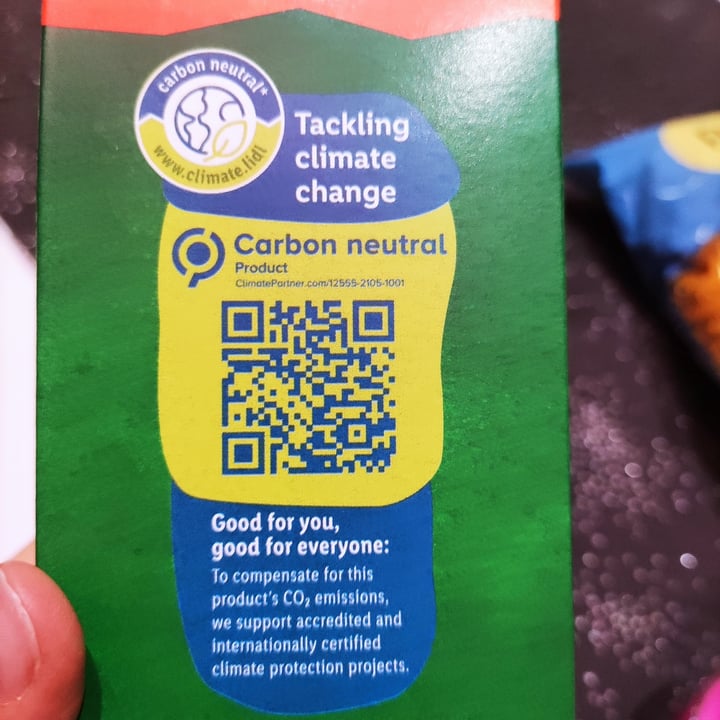 carbon neutral*
www.climate.lidl
Tackling
climate
change
Carbon neutral
Product
ClimatePartner.com/12555-2105-1001
Good for you,
good for everyone:
To compensate for this
product's CO₂ emissions,
we support accredited and
internationally certified
climate protection projects.